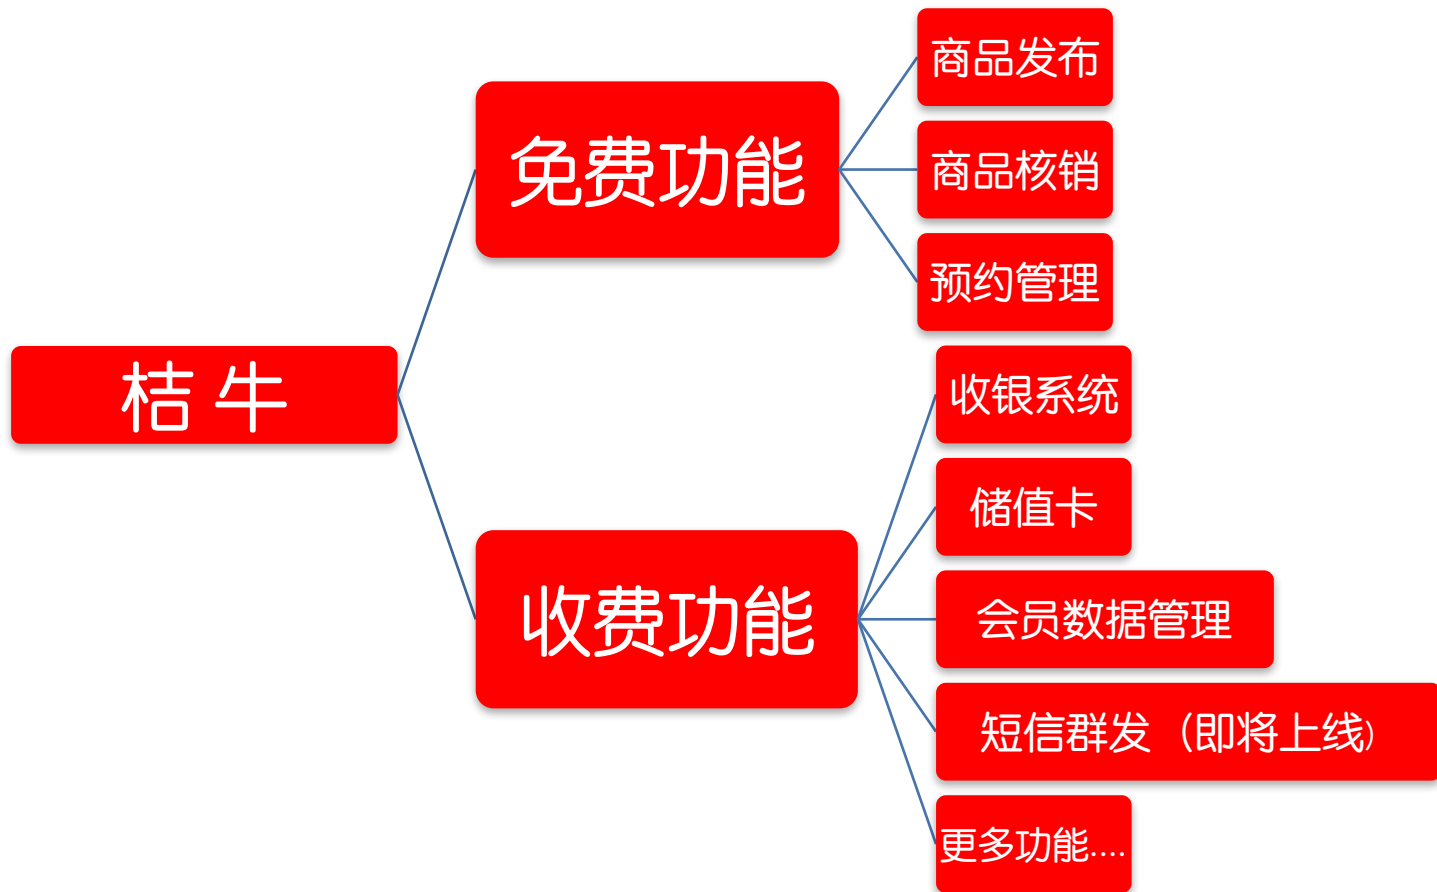 桔 牛
免费功能
商品发布
商品核销
预约管理
收费功能
收银系统
储值卡
会员数据管理
短信群发（即将上线）
更多功能....